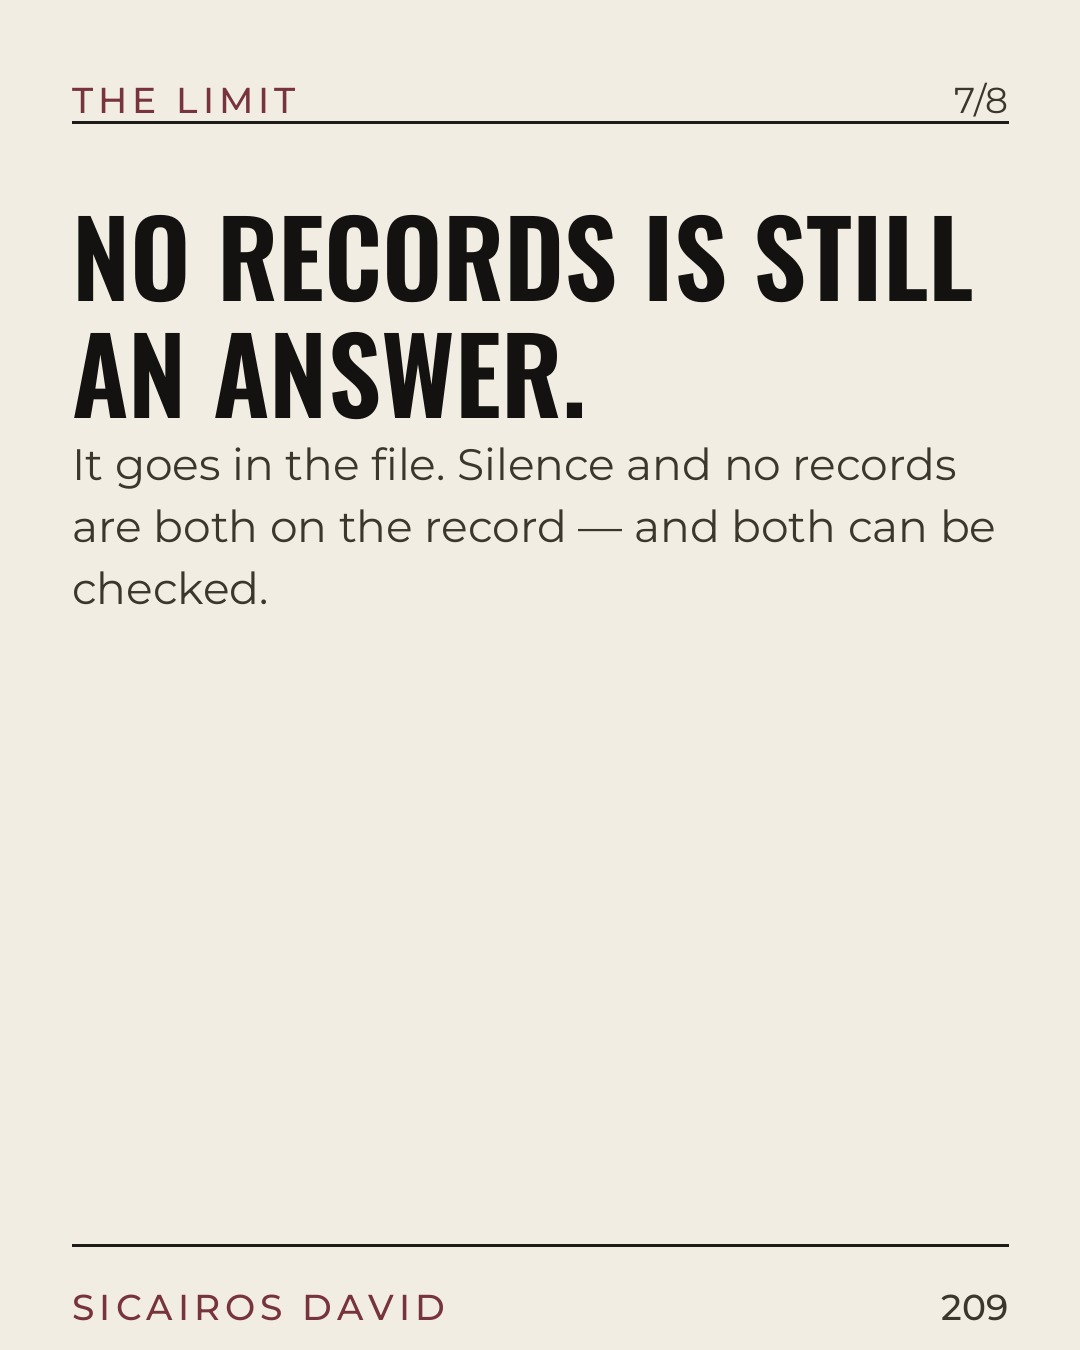 THE LIMIT
7/8
NO RECORDS IS STILL
AN ANSWER.
It goes in the file. Silence and no records
are both on the record — and both can be
checked.
SICAIROS DAVID
209